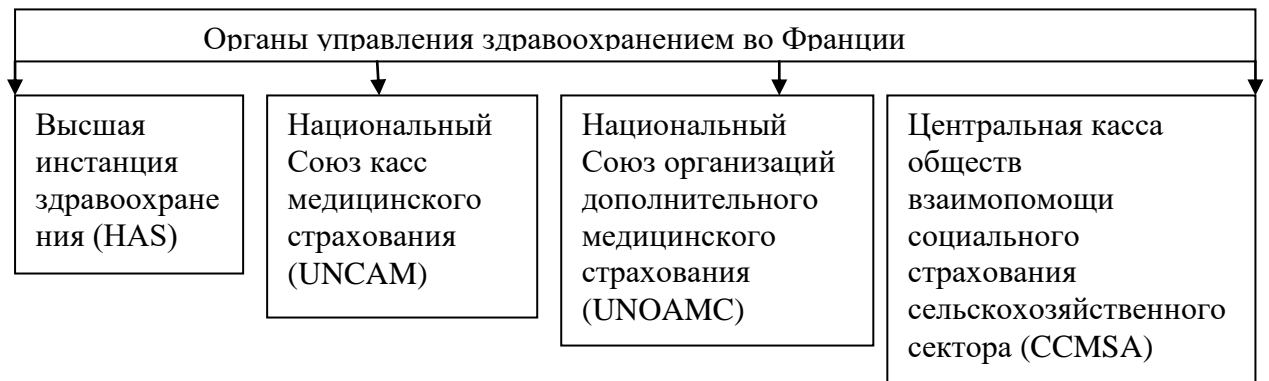 Органы управления здравоохранением во Франции
Высшая
инстанция
здравоохране
ния (HAS)
Национальный
Союз касс
медицинского
страхования
(UNCAM)
Национальный
Союз организаций
дополнительного
медицинского
страхования
(UNOAMC)
Центральная касса
обществ
взаимопомощи
социального
страхования
сельскохозяйственного
сектора (CCMSA)